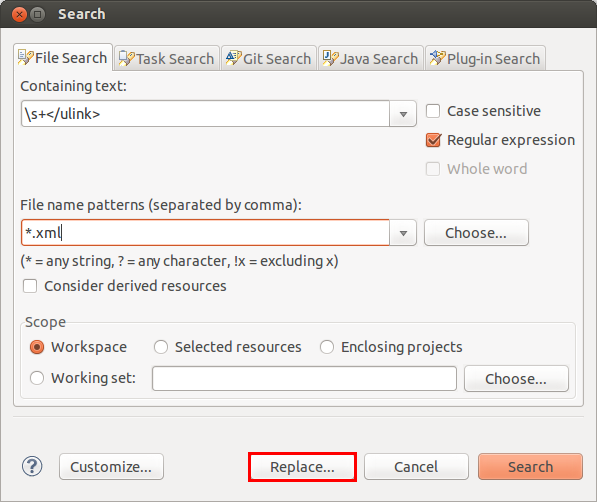 Search
File Search Task Search Git Search Java Search Plug-in Search
Containing text:
\s+</ulink>
Case sensitive
Regular expression
Whole word
File name patterns (separated by comma):
*.xml
Choose...
(* = any string, ? = any character, !x = excluding x)
Consider derived resources
Scope
Workspace Selected resources Enclosing projects
Working set: Choose...
? Customize... Replace... Cancel Search